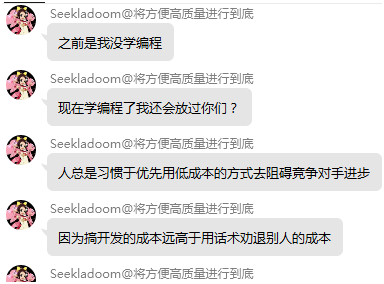 Seekladoom@将方便高质量进行到底
之前是我没学编程
Seekladoom@将方便高质量进行到底
现在学编程了我还会放过你们？
Seekladoom@将方便高质量进行到底
人总是习惯于优先用低成本的方式去阻碍竞争对手进步
Seekladoom@将方便高质量进行到底
因为搞开发的成本远高于用话术劝退别人的成本
Seekladoom@将方便高质量进行到底